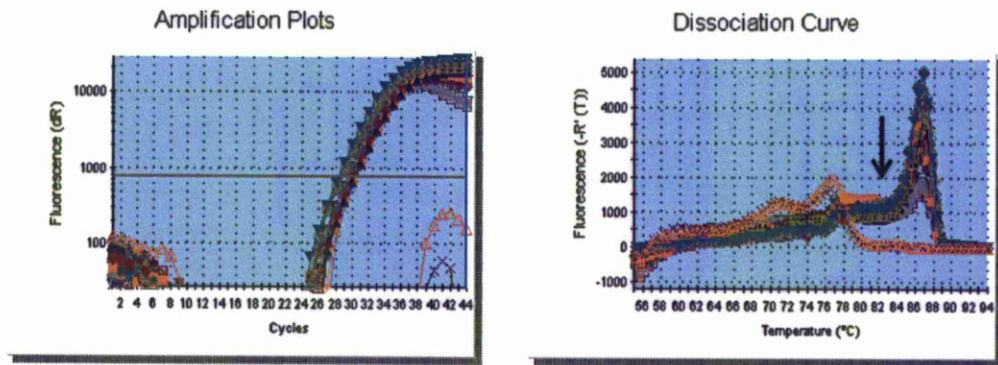 Amplification Plots
Fluorescence (dR)
10000
1000
100
2 4 6 8 10 12 14 16 18 20 22 24 26 28 30 32 34 36 38 40 42 44
Cycles
Dissociation Curve
Fluorescence (-R' (T))
5000
4000
3000
2000
1000
0
-1000
56 58 60 62 64 66 68 70 72 74 76 78 80 82 84 86 88 90 92 94
Temperature (°C)